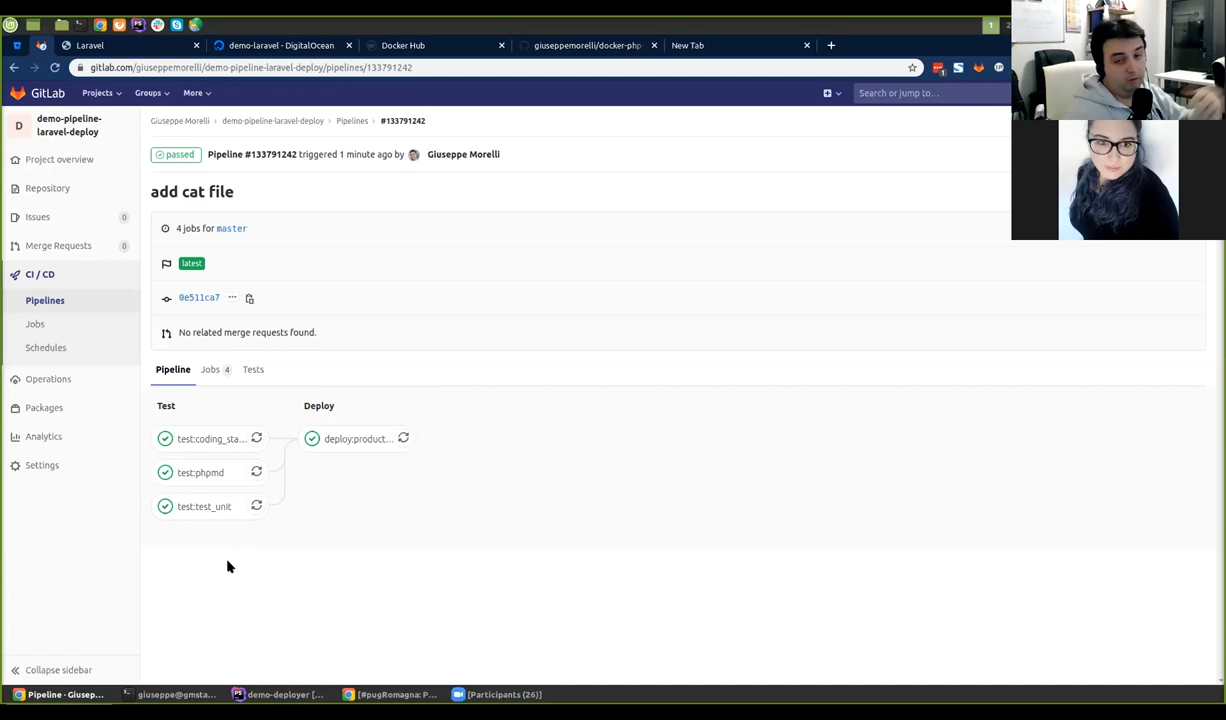 1
Laravel
demo-laravel - DigitalOcean
Docker Hub
giuseppemorelli/docker-php
New Tab
gitlab.com/giuseppemorelli/demo-pipeline-laravel-deploy/pipelines/133791242
GitLab
Projects
Groups
More
Search or jump to...
D
demo-pipeline-
laravel-deploy
Project overview
Repository
Issues
0
Merge Requests
0
CI / CD
Pipelines
Jobs
Schedules
Operations
Packages
Analytics
Settings
Collapse sidebar
Giuseppe Morelli > demo-pipeline-laravel-deploy > Pipelines > #133791242
passed
Pipeline #133791242 triggered 1 minute ago by Giuseppe Morelli
add cat file
4 jobs for master
latest
0e511ca7 ...
No related merge requests found.
Pipeline
Jobs 4
Tests
Test
Deploy
test:coding_sta...
deploy:product...
test:phpmd
test:test_unit
Pipeline · Giusep...
giuseppe@gmsta...
demo-deployer [...
[#pugRomagna: P...
[Participants (26)]